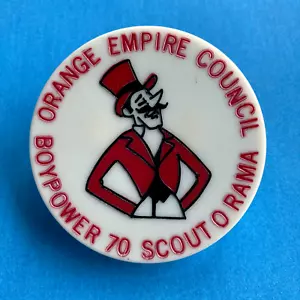 ORANGE EMPIRE COUNCIL
BOYPOWER 70 SCOUT O RAMA